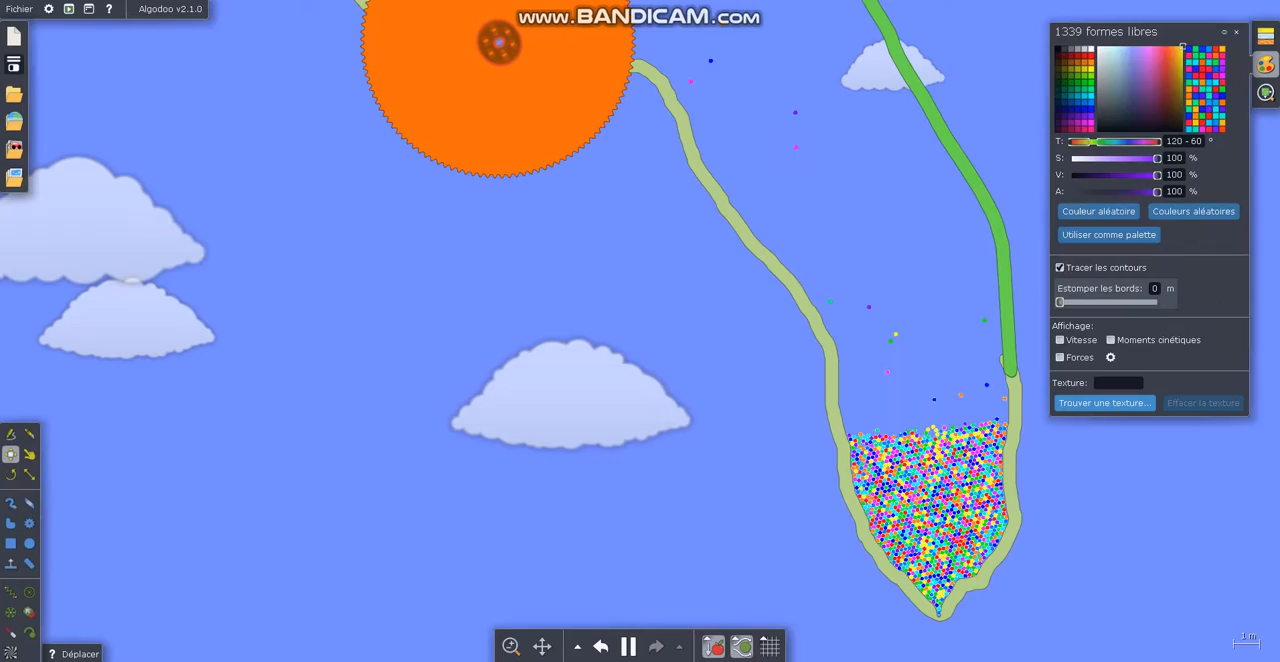 Fichier
?
Algodoo v2.1.0
www.BANDICAM.com
1339 formes libres
T: 120 - 60 °
S: 100 %
V: 100 %
A: 100 %
Couleur aléatoire
Couleurs aléatoires
Utiliser comme palette
Tracer les contours
Estomper les bords: 0 m
Affichage:
Vitesse
Moments cinétiques
Forces
Texture:
Trouver une texture...
Effacer la texture
1 m
? Déplacer